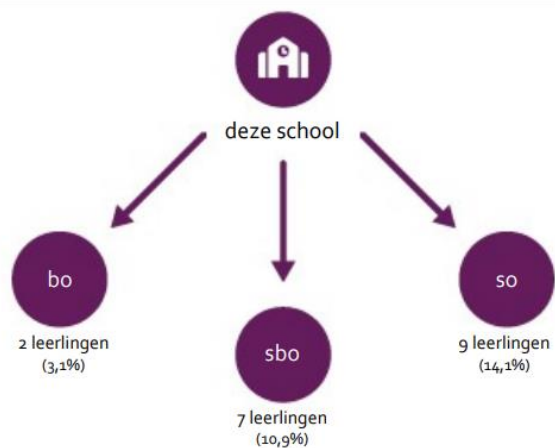 deze school
bo
2 leerlingen
(3,1%)
sbo
7 leerlingen
(10,9%)
so
9 leerlingen
(14,1%)